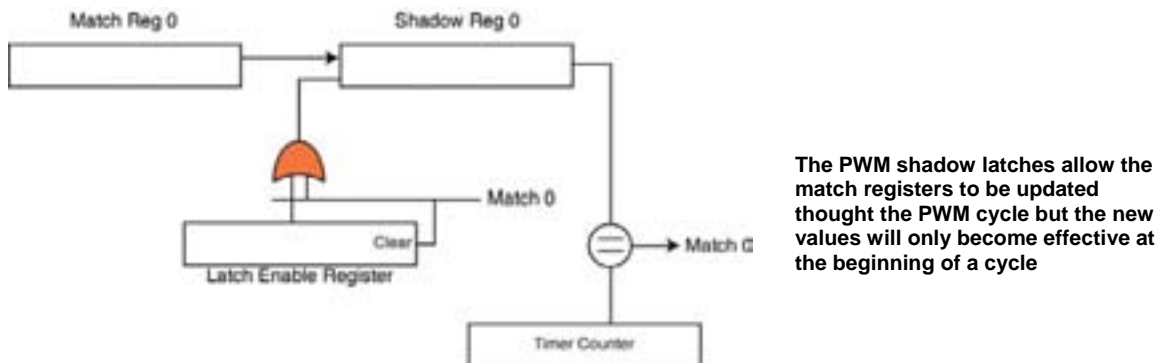 Match Reg 0
Shadow Reg 0
Match 0
Clear
Latch Enable Register
Match 0
Timer Counter
The PWM shadow latches allow the
match registers to be updated
thought the PWM cycle but the new
values will only become effective at
the beginning of a cycle